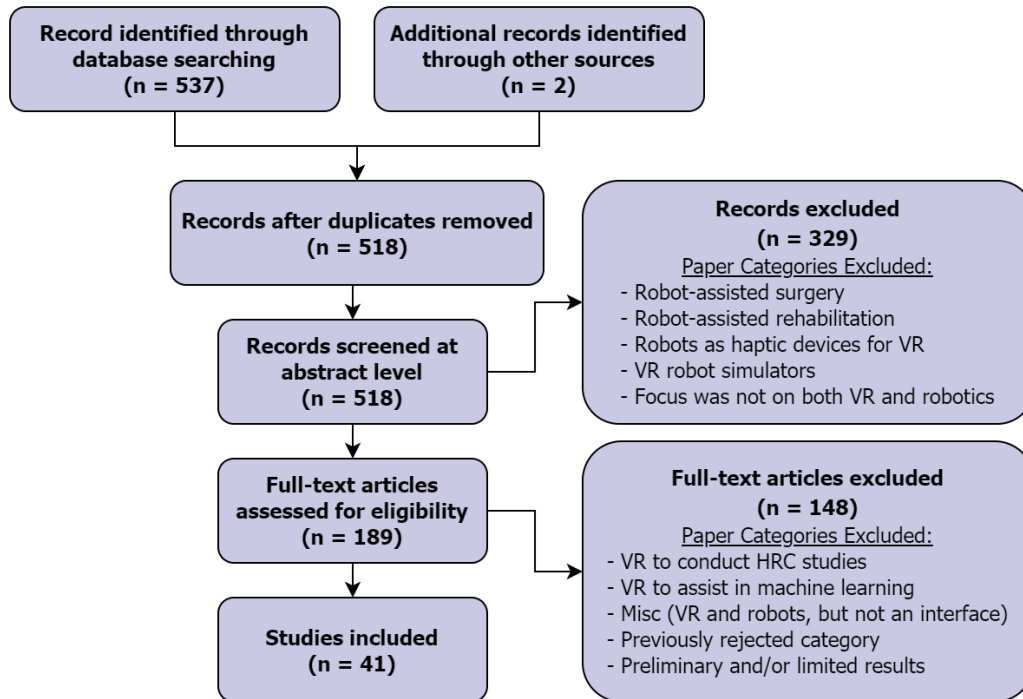 Record identified through
database searching
(n = 537)
Additional records identified
through other sources
(n = 2)
Records after duplicates removed
(n = 518)
Records excluded
(n = 329)
Paper Categories Excluded:
- Robot-assisted surgery
- Robot-assisted rehabilitation
- Robots as haptic devices for VR
- VR robot simulators
- Focus was not on both VR and robotics
Records screened at
abstract level
(n = 518)
Full-text articles
assessed for eligibility
(n = 189)
Full-text articles excluded
(n = 148)
Paper Categories Excluded:
- VR to conduct HRC studies
- VR to assist in machine learning
- Misc (VR and robots, but not an interface)
- Previously rejected category
- Preliminary and/or limited results
Studies included
(n = 41)